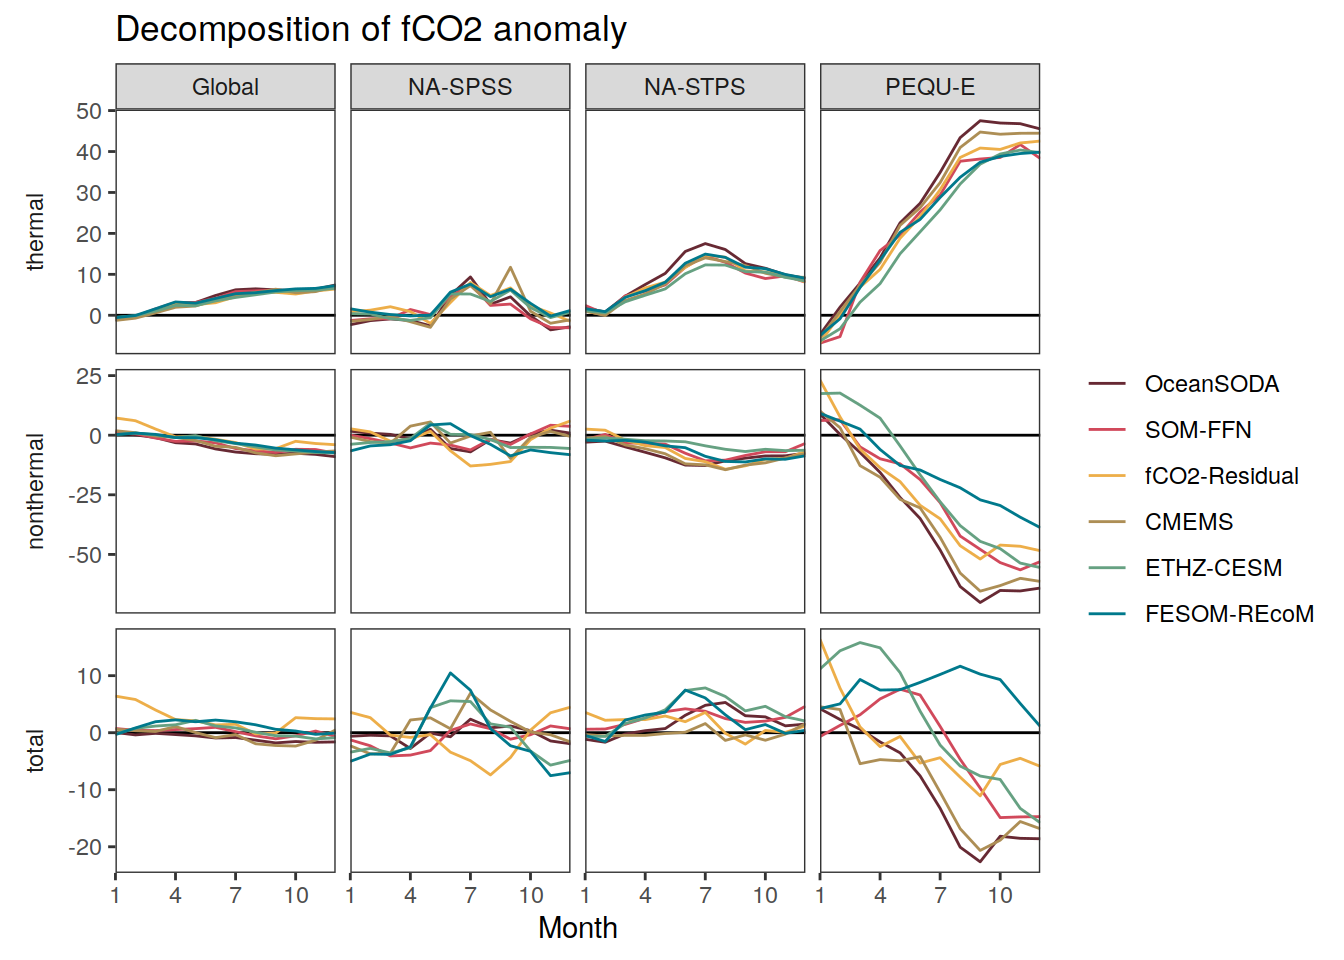 Decomposition of fCO2 anomaly
Global NA-SPSS NA-STPS PEQU-E
thermal
50
40
30
20
10
0
nonthermal
25
0
-25
-50
total
10
0
-10
-20
1 4 7 10 1 4 7 10 1 4 7 10 1 4 7 10
Month
OceanSODA
SOM-FFN
fCO2-Residual
CMEMS
ETHZ-CESM
FESOM-REcoM